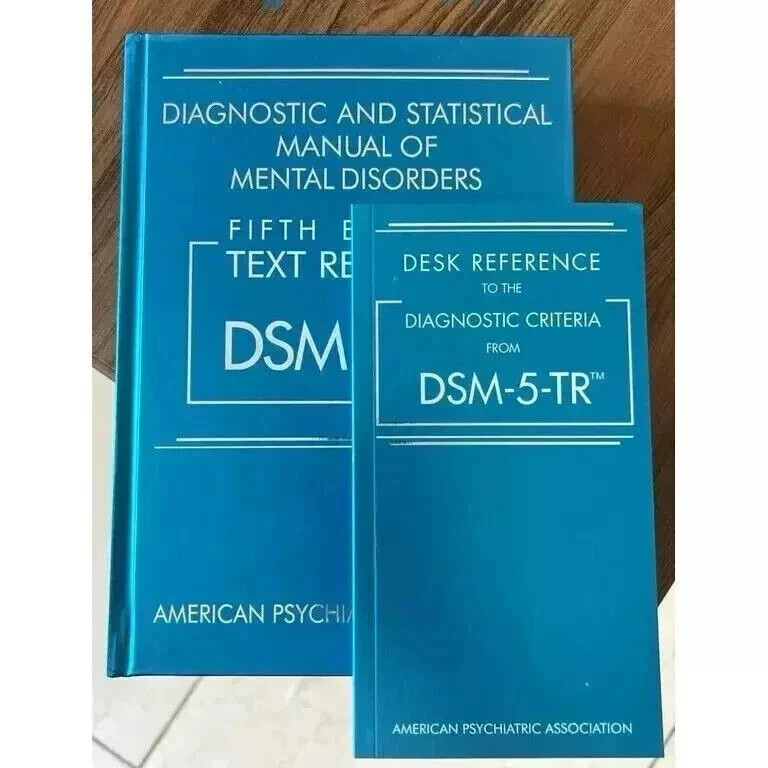 DIAGNOSTIC AND STATISTICAL
MANUAL OF
MENTAL DISORDERS
FIFTH E
TEXT RE
DSM
AMERICAN PSYCHIA
DESK REFERENCE
TO THE
DIAGNOSTIC CRITERIA
FROM
DSM-5-TR™
AMERICAN PSYCHIATRIC ASSOCIATION